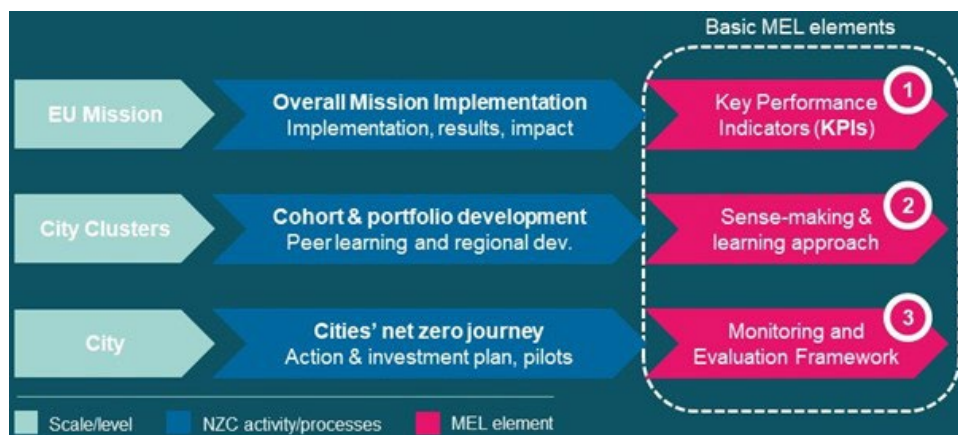 Basic MEL elements
EU Mission
Overall Mission Implementation
Implementation, results, impact
Key Performance
Indicators (KPIs)
1
City Clusters
Cohort & portfolio development
Peer learning and regional dev.
Sense-making &
learning approach
2
City
Cities' net zero journey
Action & investment plan, pilots
Monitoring and
Evaluation Framework
3
Scale/level
NZC activity/processes
MEL element